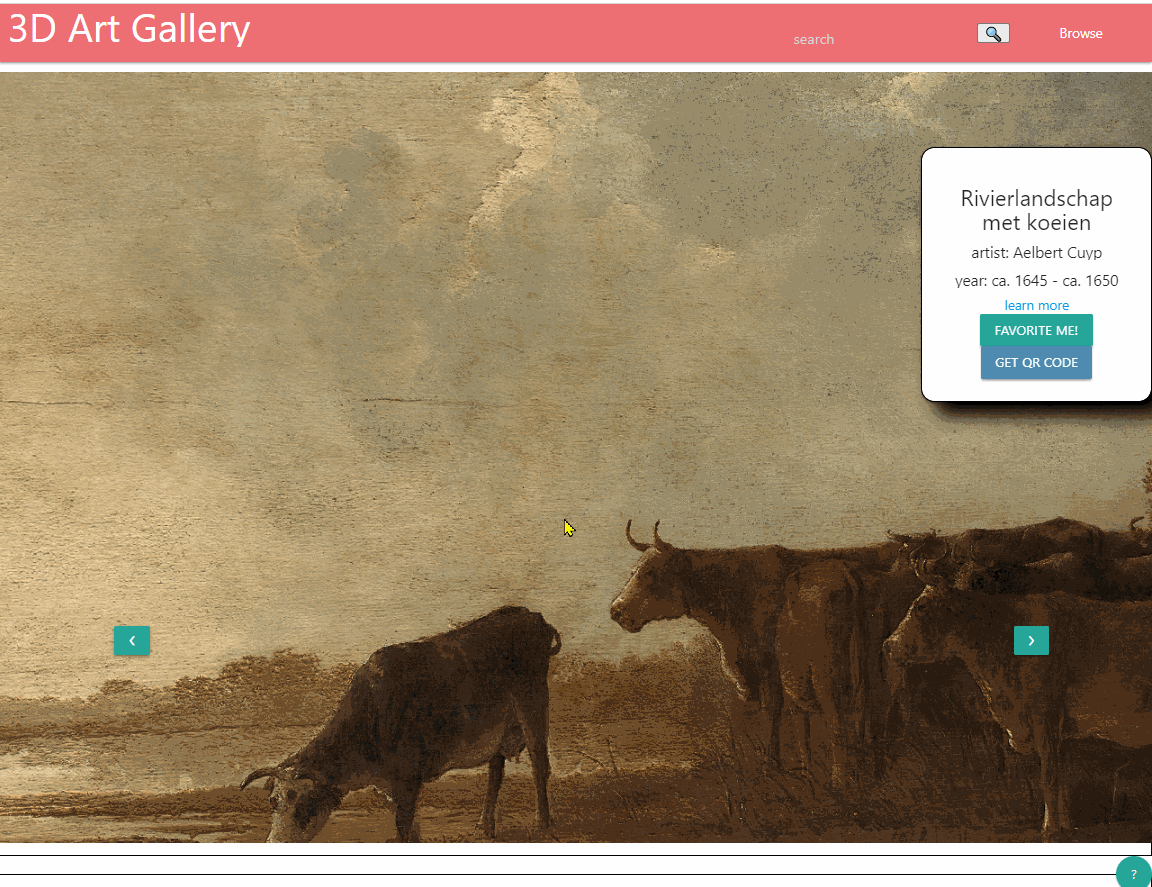 3D Art Gallery
search
Browse
Rivierlandschap
met koeien
artist: Aelbert Cuyp
year: ca. 1645 - ca. 1650
learn more
FAVORITE ME!
GET QR CODE
‹
›
?